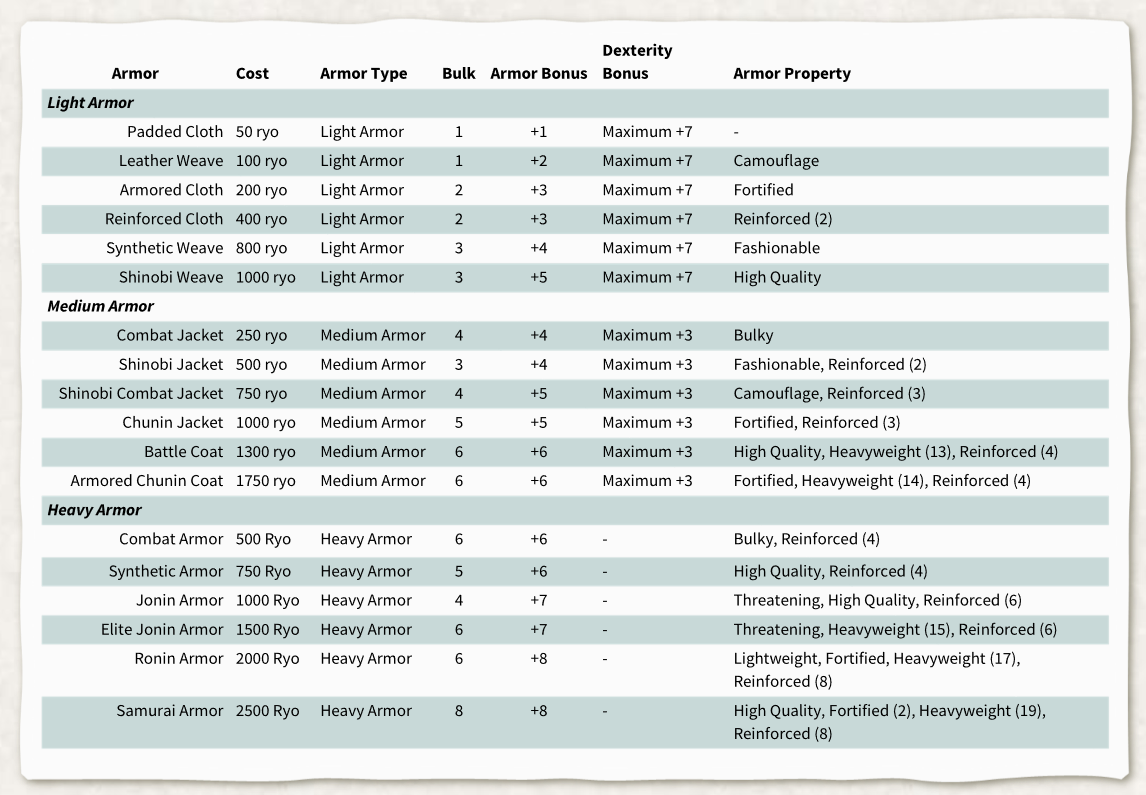 Armor Cost Armor Type Bulk Armor Bonus Dexterity Bonus Armor Property
Light Armor
Padded Cloth 50 ryo Light Armor 1 +1 Maximum +7 -
Leather Weave 100 ryo Light Armor 1 +2 Maximum +7 Camouflage
Armored Cloth 200 ryo Light Armor 2 +3 Maximum +7 Fortified
Reinforced Cloth 400 ryo Light Armor 2 +3 Maximum +7 Reinforced (2)
Synthetic Weave 800 ryo Light Armor 3 +4 Maximum +7 Fashionable
Shinobi Weave 1000 ryo Light Armor 3 +5 Maximum +7 High Quality
Medium Armor
Combat Jacket 250 ryo Medium Armor 4 +4 Maximum +3 Bulky
Shinobi Jacket 500 ryo Medium Armor 3 +4 Maximum +3 Fashionable, Reinforced (2)
Shinobi Combat Jacket 750 ryo Medium Armor 4 +5 Maximum +3 Camouflage, Reinforced (3)
Chunin Jacket 1000 ryo Medium Armor 5 +5 Maximum +3 Fortified, Reinforced (3)
Battle Coat 1300 ryo Medium Armor 6 +6 Maximum +3 High Quality, Heavyweight (13), Reinforced (4)
Armored Chunin Coat 1750 ryo Medium Armor 6 +6 Maximum +3 Fortified, Heavyweight (14), Reinforced (4)
Heavy Armor
Combat Armor 500 Ryo Heavy Armor 6 +6 - Bulky, Reinforced (4)
Synthetic Armor 750 Ryo Heavy Armor 5 +6 - High Quality, Reinforced (4)
Jonin Armor 1000 Ryo Heavy Armor 4 +7 - Threatening, High Quality, Reinforced (6)
Elite Jonin Armor 1500 Ryo Heavy Armor 6 +7 - Threatening, Heavyweight (15), Reinforced (6)
Ronin Armor 2000 Ryo Heavy Armor 6 +8 - Lightweight, Fortified, Heavyweight (17),
Reinforced (8)
Samurai Armor 2500 Ryo Heavy Armor 8 +8 - High Quality, Fortified (2), Heavyweight (19),
Reinforced (8)